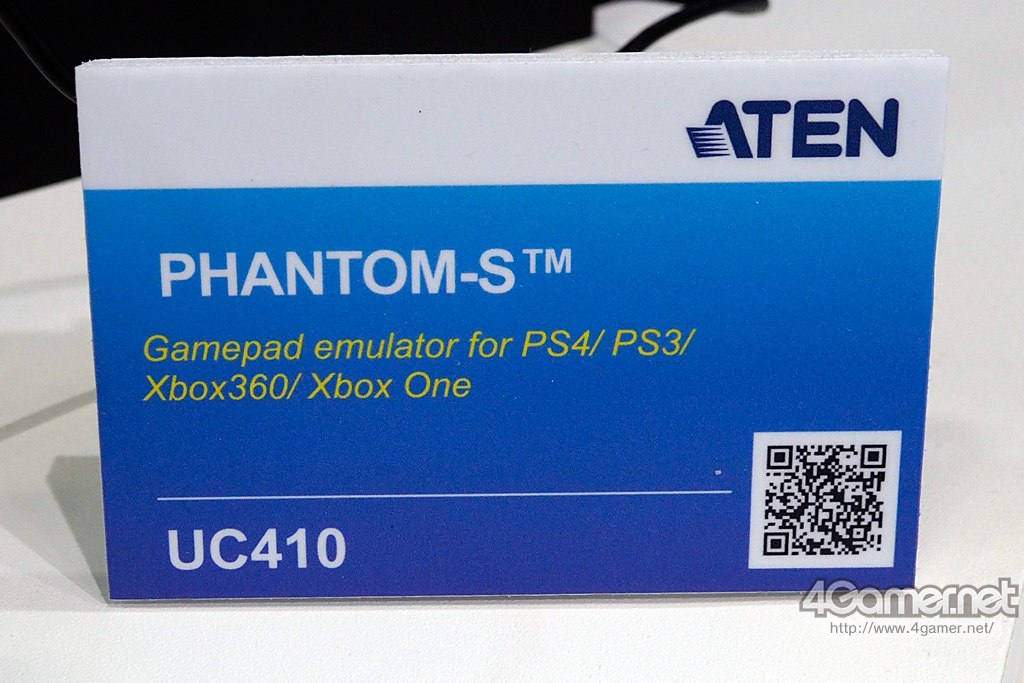 ATEN
PHANTOM-S™
Gamepad emulator for PS4/ PS3/
Xbox360/ Xbox One
UC410
4Gamer.net
http://www.4gamer.net/